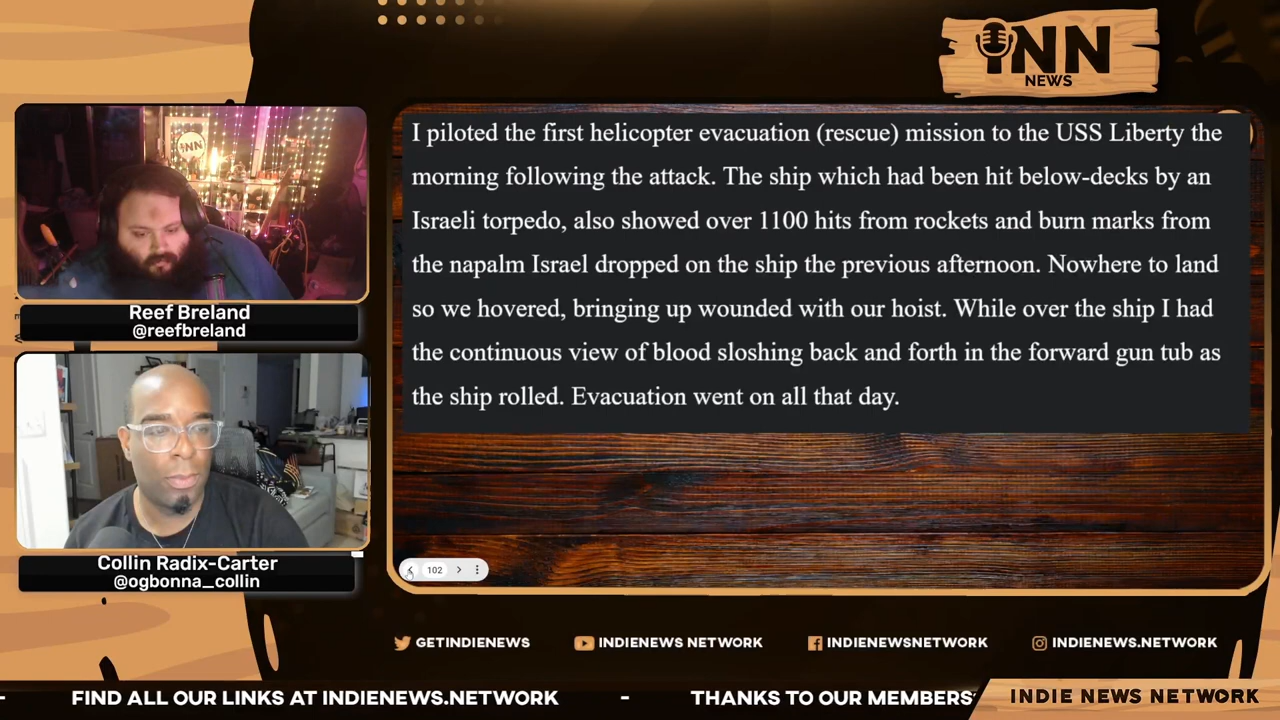 iNN
NEWS
iNN
Reef Breland
@reefbreland
Collin Radix-Carter
@ogbonna_collin
I piloted the first helicopter evacuation (rescue) mission to the USS Liberty the
morning following the attack. The ship which had been hit below-decks by an
Israeli torpedo, also showed over 1100 hits from rockets and burn marks from
the napalm Israel dropped on the ship the previous afternoon. Nowhere to land
so we hovered, bringing up wounded with our hoist. While over the ship I had
the continuous view of blood sloshing back and forth in the forward gun tub as
the ship rolled. Evacuation went on all that day.
102
GETINDIENEWS
INDIENEWS NETWORK
INDIENEWSNETWORK
INDIENEWS.NETWORK
- FIND ALL OUR LINKS AT INDIENEWS.NETWORK - THANKS TO OUR MEMBERS
INDIE NEWS NETWORK